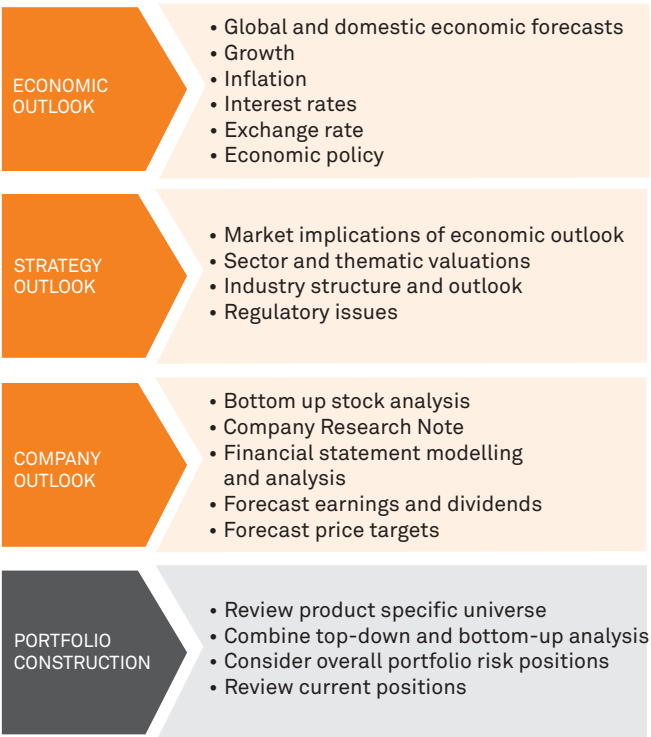 ECONOMIC
OUTLOOK
• Global and domestic economic forecasts
• Growth
• Inflation
• Interest rates
• Exchange rate
• Economic policy
STRATEGY
OUTLOOK
• Market implications of economic outlook
• Sector and thematic valuations
• Industry structure and outlook
• Regulatory issues
COMPANY
OUTLOOK
• Bottom up stock analysis
• Company Research Note
• Financial statement modelling
and analysis
• Forecast earnings and dividends
• Forecast price targets
PORTFOLIO
CONSTRUCTION
• Review product specific universe
• Combine top-down and bottom-up analysis
• Consider overall portfolio risk positions
• Review current positions